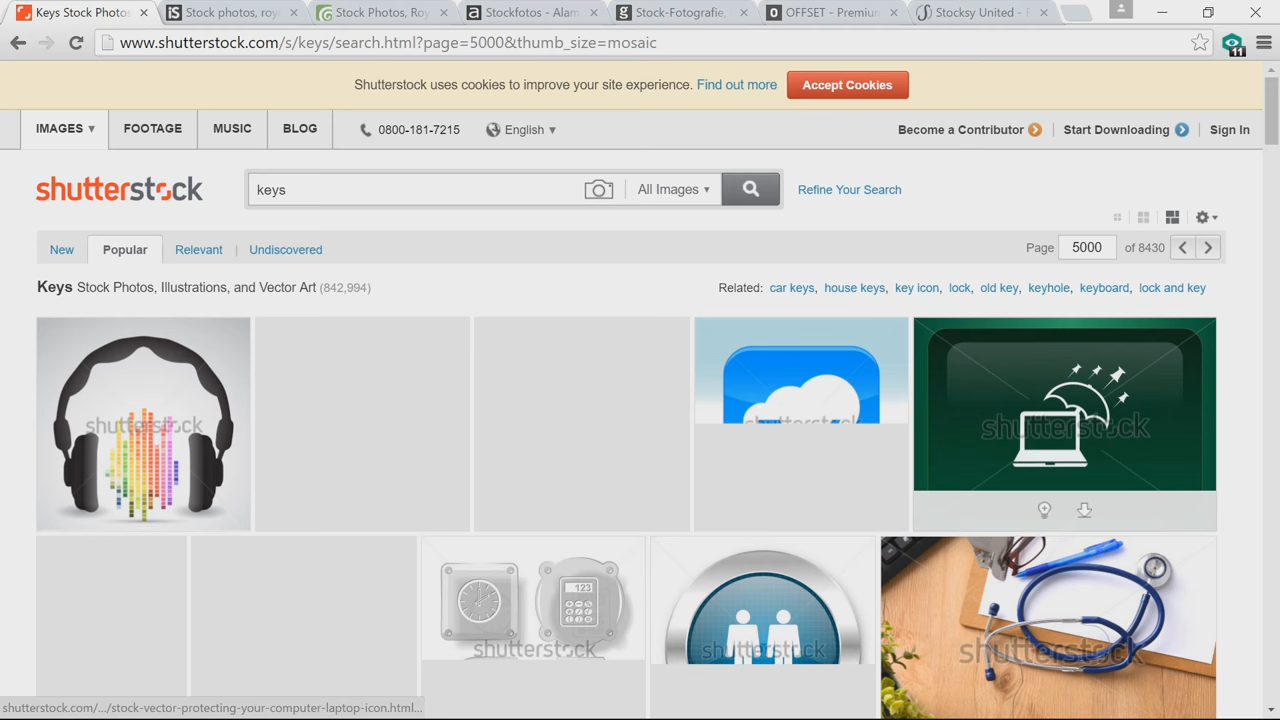 Keys Stock Photos
Stock photos, roy
Stock Photos, Roy
Stockfotos - Alam
Stock-Fotografie,
OFFSET - Premium
Stocksy United -
www.shutterstock.com/s/keys/search.html?page=5000&thumb_size=mosaic
11
Shutterstock uses cookies to improve your site experience. Find out more Accept Cookies
IMAGES FOOTAGE MUSIC BLOG 0800-181-7215 English Become a Contributor Start Downloading Sign In
shutterstock keys All Images Refine Your Search
New Popular Relevant Undiscovered Page 5000 of 8430
Keys Stock Photos, Illustrations, and Vector Art (842,994) Related: car keys, house keys, key icon, lock, old key, keyhole, keyboard, lock and key
shutterstock
shutterstock
shutterstock
123
shutterstock
shutterstock
shutterstock
shutterstock.com/.../stock-vector-protecting-your-computer-laptop-icon.html...